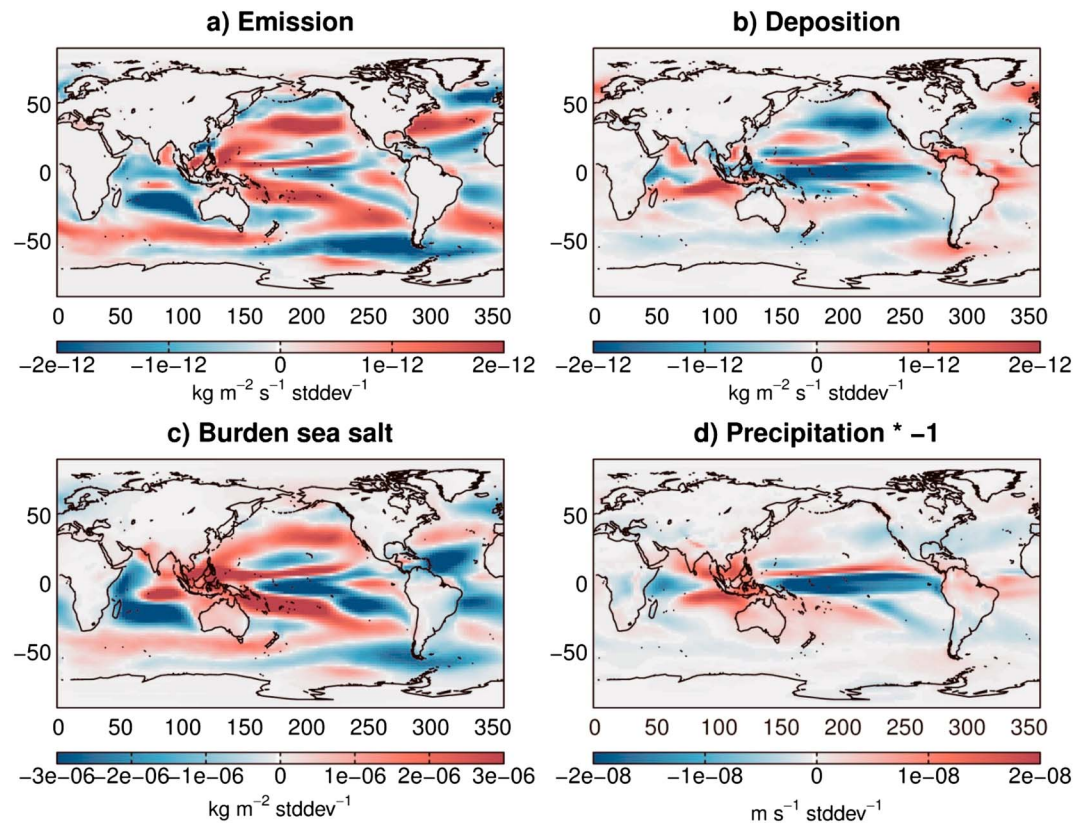 a) Emission
b) Deposition
50
0
−50
0 50 100 150 200 250 300 350
−2e−12 −1e−12 0 1e−12 2e−12
kg m⁻² s⁻¹ stddev⁻¹
50
0
−50
0 50 100 150 200 250 300 350
−2e−12 −1e−12 0 1e−12 2e−12
kg m⁻² s⁻¹ stddev⁻¹
c) Burden sea salt
d) Precipitation * −1
50
0
−50
0 50 100 150 200 250 300 350
−3e−06 −2e−06 −1e−06 0 1e−06 2e−06 3e−06
kg m⁻² stddev⁻¹
50
0
−50
0 50 100 150 200 250 300 350
−2e−08 −1e−08 0 1e−08 2e−08
m s⁻¹ stddev⁻¹